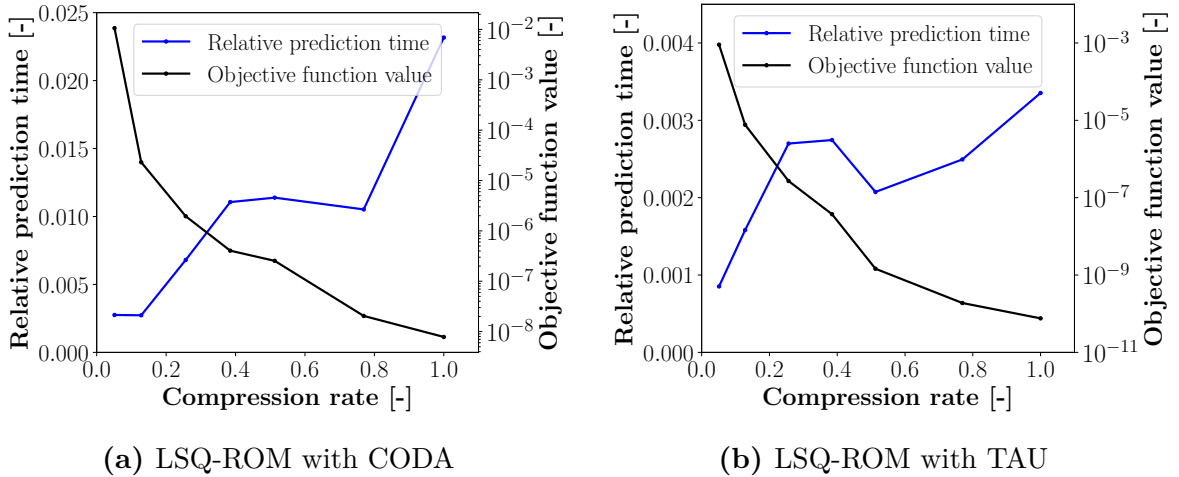 0.025
0.020
0.015
0.010
0.005
0.000
Relative prediction time [-]
Relative prediction time
Objective function value
10⁻²
10⁻³
10⁻⁴
10⁻⁵
10⁻⁶
10⁻⁷
10⁻⁸
Objective function value [-]
0.0 0.2 0.4 0.6 0.8 1.0
Compression rate [-]
(a) LSQ-ROM with CODA
0.004
0.003
0.002
0.001
0.000
Relative prediction time [-]
Relative prediction time
Objective function value
10⁻³
10⁻⁵
10⁻⁷
10⁻⁹
10⁻¹¹
Objective function value [-]
0.0 0.2 0.4 0.6 0.8 1.0
Compression rate [-]
(b) LSQ-ROM with TAU